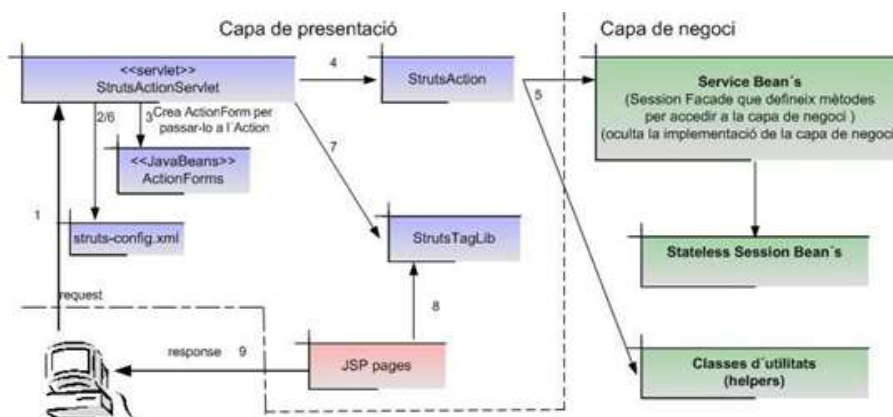 Capa de presentació
Capa de negoci
<<servlet>>
StrutsActionServlet
4
StrutsAction
5
Service Bean´s
(Session Facade que defineix mètodes
per accedir a la capa de negoci )
(oculta la implementació de la capa de negoci
2/6
3
Crea ActionForm per
passar-lo a l´Action
7
<<JavaBeans>>
ActionForms
1
struts-config.xml
StrutsTagLib
Stateless Session Bean´s
8
request
response 9
JSP pages
Classes d´utilitats
(helpers)